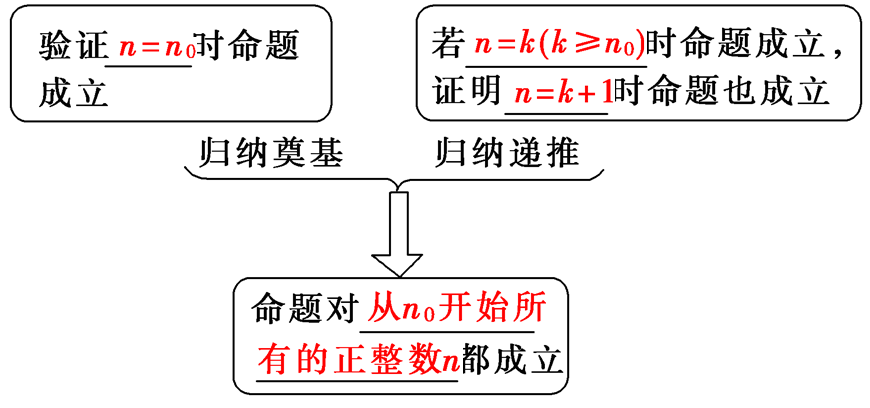 验证n=n₀时命题
成立
若n=k(k≥n₀)时命题成立，
证明n=k+1时命题也成立
归纳奠基
归纳递推
命题对从n₀开始所
有的正整数n都成立